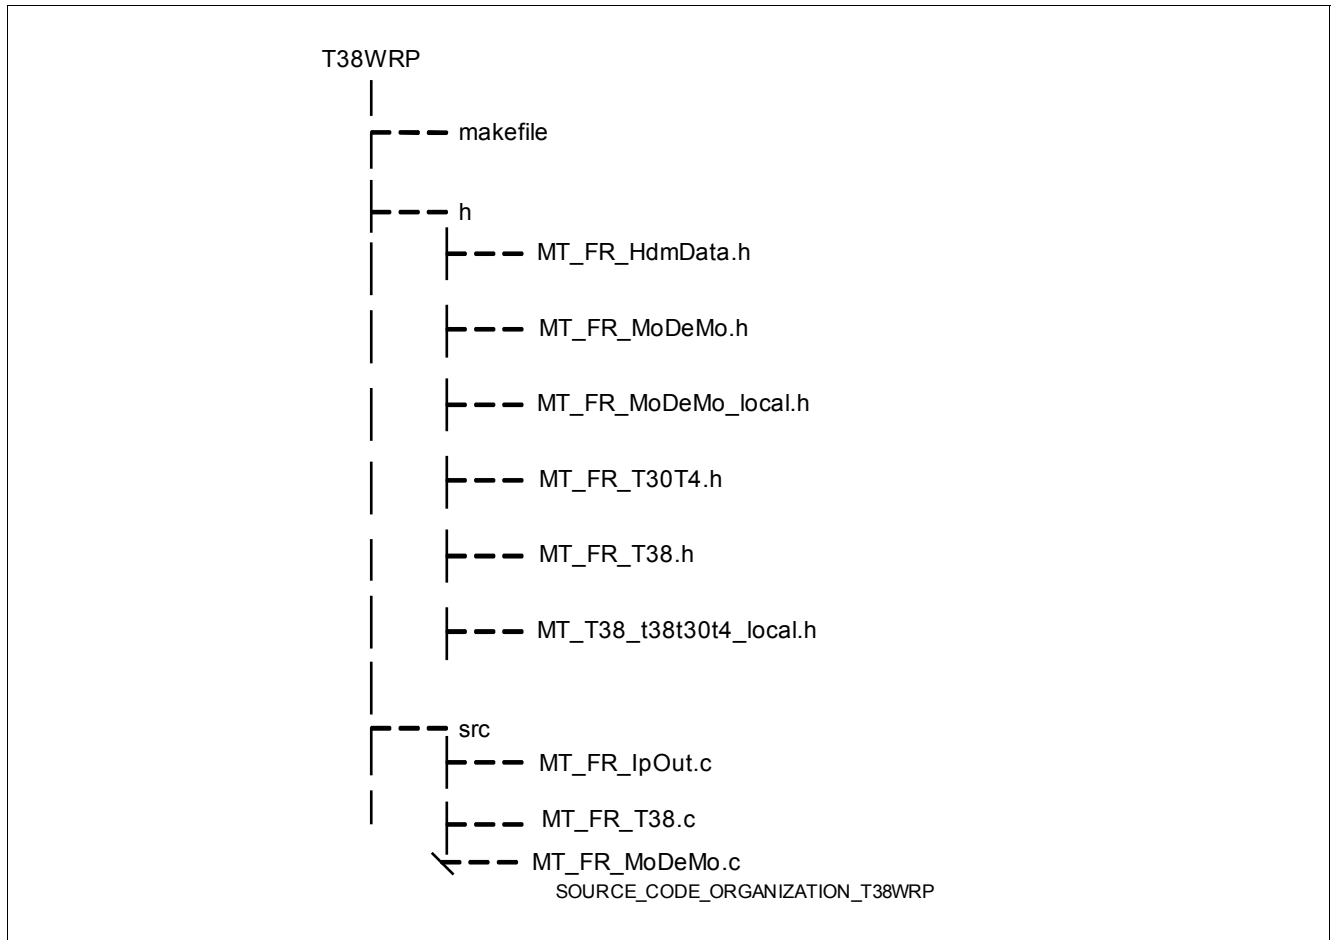 T38WRP
makefile
h
MT_FR_HdmData.h
MT_FR_MoDeMo.h
MT_FR_MoDeMo_local.h
MT_FR_T30T4.h
MT_FR_T38.h
MT_T38_t38t30t4_local.h
src
MT_FR_IpOut.c
MT_FR_T38.c
MT_FR_MoDeMo.c
SOURCE_CODE_ORGANIZATION_T38WRP